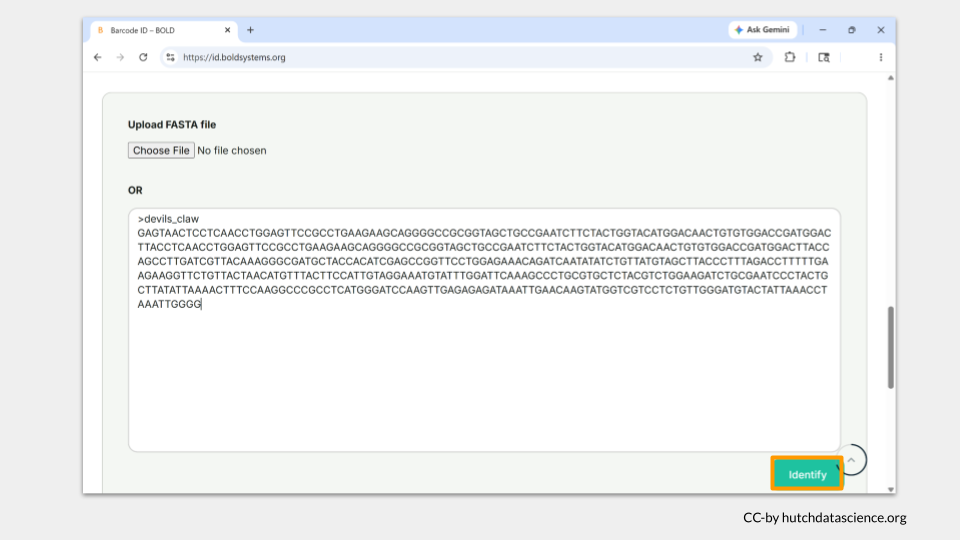 Barcode ID – BOLD
Ask Gemini
https://id.boldsystems.org
Upload FASTA file
Choose File No file chosen
OR
>devils_claw
GAGTAACTCCTCAACCTGGAGTTCCGCCTGAAGAAGCAGGGGCCGCGGTAGCTGCCGAATCTTCTACTGGTACATGGACAACTGTGTGGACCGATGGAC
TTACCTCAACCTGGAGTTCCGCCTGAAGAAGCAGGGGCCGCGGTAGCTGCCGAATCTTCTACTGGTACATGGACAACTGTGTGGACCGATGGACTTACC
AGCCTTGATCGTTACAAAGGGCGATGCTACCACATCGAGCCGGTTCCTGGAGAAACAGATCAATATATCTGTTATGTAGCTTACCCTTTAGACCTTTTTGA
AGAAGGTTCTGTTACTAACATGTTTACTTCCATTGTAGGAAATGTATTTGGATTCAAAGCCCTGCGTGCTCTACGTCTGGAAGATCTGCGAATCCCTACTG
CTTATATTAAAACTTTCCAAGGCCCGCCTCATGGGATCCAAGTTGAGAGAGATAAATTGAACAAGTATGGTCGTCCTCTGTTGGGATGTACTATTAAACCT
AAATTGGGG
Identify
CC-by hutchdatascience.org